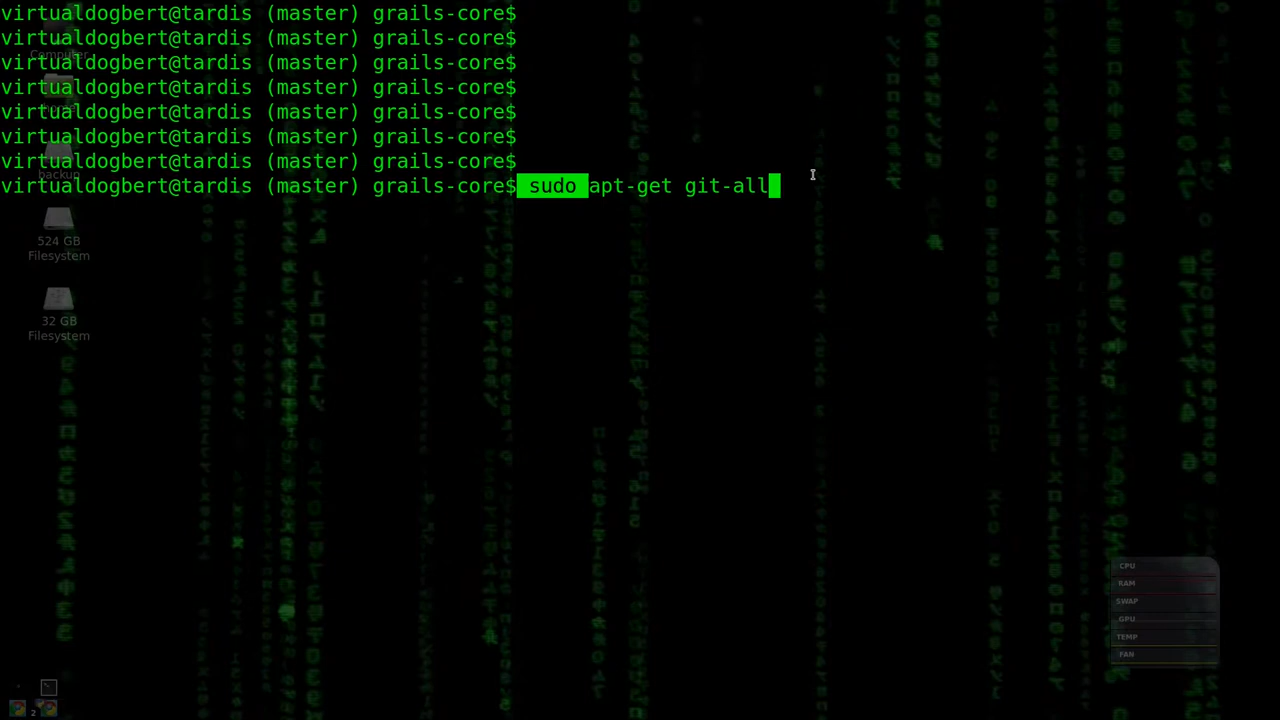 virtualdogbert@tardis (master) grails-core$
virtualdogbert@tardis (master) grails-core$
Computer
virtualdogbert@tardis (master) grails-core$
virtualdogbert@tardis (master) grails-core$
virtualdogbert@tardis (master) grails-core$
virtualdogbert@tardis (master) grails-core$
virtualdogbert@tardis (master) grails-core$
backup
virtualdogbert@tardis (master) grails-core$ sudo apt-get git-all
524 GB
Filesystem
32 GB
Filesystem
CPU
RAM
SWAP
GPU
TEMP
FAN
2